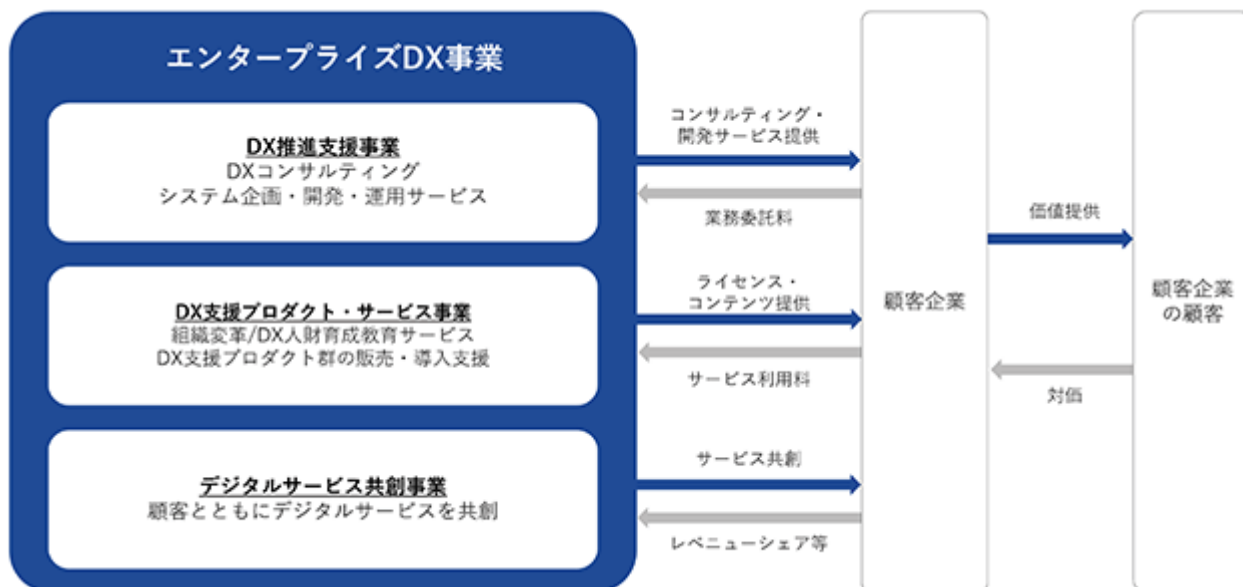 エンタープライズDX事業
DX推進支援事業
DXコンサルティング
システム企画・開発・運用サービス
DX支援プロダクト・サービス事業
組織変革/DX人財育成教育サービス
DX支援プロダクト群の販売・導入支援
デジタルサービス共創事業
顧客とともにデジタルサービスを共創
コンサルティング・
開発サービス提供
業務委託料
ライセンス・
コンテンツ提供
サービス利用料
サービス共創
レベニューシェア等
顧客企業
価値提供
対価
顧客企業
の顧客